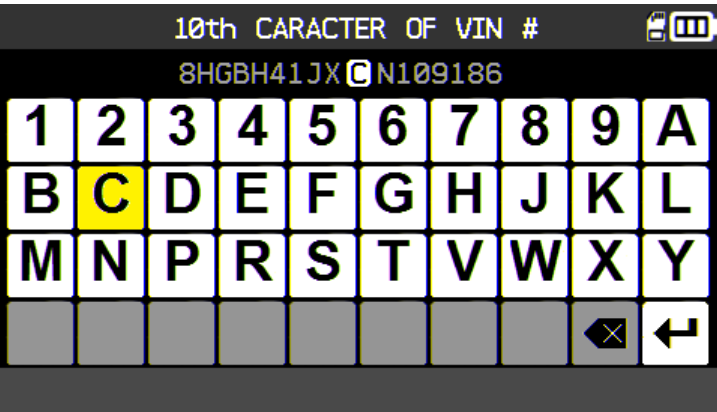 10th CARACTER OF VIN #
8HGBH41JXCN109186
1 2 3 4 5 6 7 8 9 A
B C D E F G H J K L
M N P R S T V W X Y